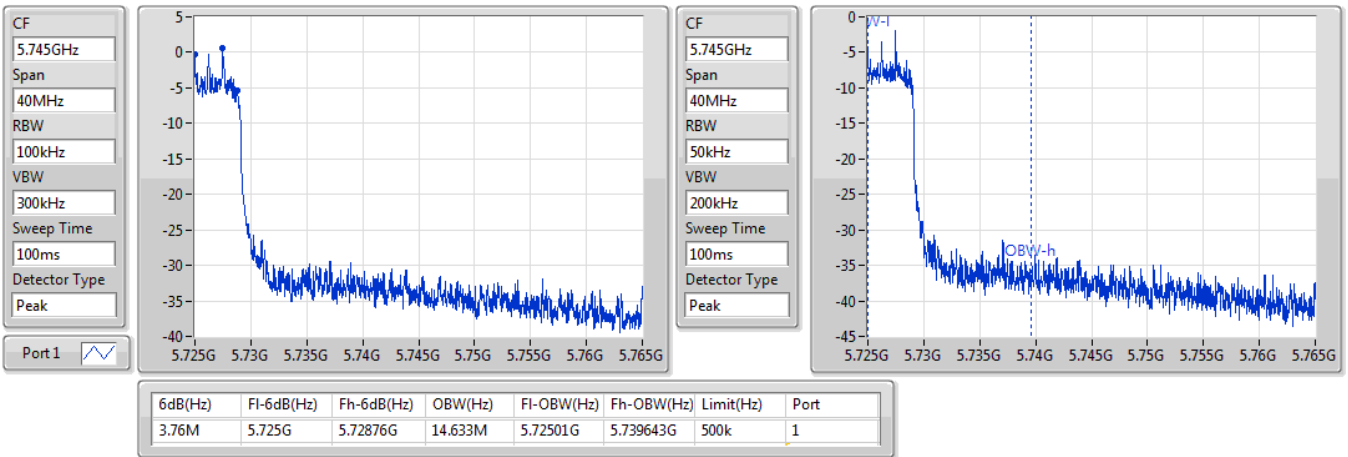 CF
5.745GHz
Span
40MHz
RBW
100kHz
VBW
300kHz
Sweep Time
100ms
Detector Type
Peak
Port 1
5
0
-5
-10
-15
-20
-25
-30
-35
-40
5.725G 5.73G 5.735G 5.74G 5.745G 5.75G 5.755G 5.76G 5.765G
CF
5.745GHz
Span
40MHz
RBW
50kHz
VBW
200kHz
Sweep Time
100ms
Detector Type
Peak
0
-5
-10
-15
-20
-25
-30
-35
-40
-45
W-l
OBW-h
5.725G 5.73G 5.735G 5.74G 5.745G 5.75G 5.755G 5.76G 5.765G
6dB(Hz) Fl-6dB(Hz) Fh-6dB(Hz) OBW(Hz) Fl-OBW(Hz) Fh-OBW(Hz) Limit(Hz) Port
3.76M 5.725G 5.72876G 14.633M 5.72501G 5.739643G 500k 1